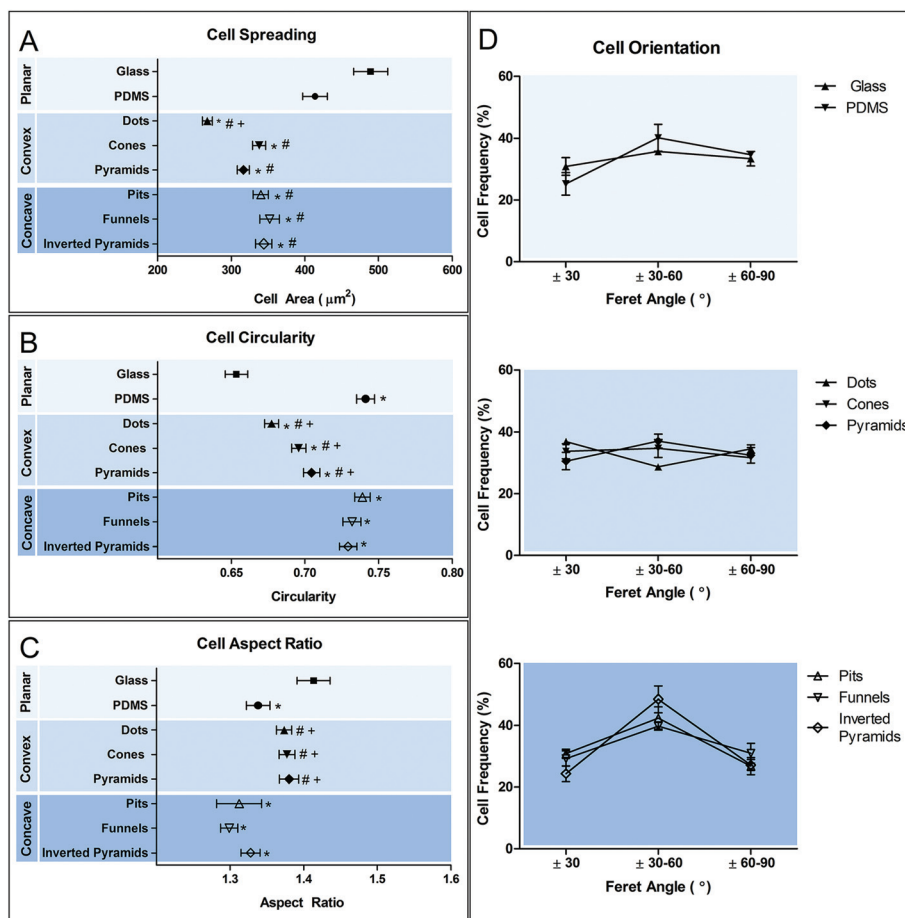 A
Cell Spreading
Planar
Glass
PDMS
Convex
Dots * # +
Cones * #
Pyramids * #
Concave
Pits * #
Funnels * #
Inverted Pyramids * #
200 300 400 500 600
Cell Area ( μm²)
B
Cell Circularity
Planar
Glass
PDMS *
Convex
Dots * # +
Cones * # +
Pyramids * # +
Concave
Pits *
Funnels *
Inverted Pyramids *
0.65 0.70 0.75 0.80
Circularity
C
Cell Aspect Ratio
Planar
Glass
PDMS *
Convex
Dots # +
Cones # +
Pyramids # +
Concave
Pits *
Funnels *
Inverted Pyramids *
1.3 1.4 1.5 1.6
Aspect Ratio
D
Cell Orientation
Cell Frequency (%)
60
40
20
0
± 30 ± 30-60 ± 60-90
Feret Angle ( °)
Glass
PDMS
Cell Frequency (%)
60
40
20
0
± 30 ± 30-60 ± 60-90
Feret Angle ( °)
Dots
Cones
Pyramids
Cell Frequency (%)
60
40
20
0
± 30 ± 30-60 ± 60-90
Feret Angle ( °)
Pits
Funnels
Inverted
Pyramids